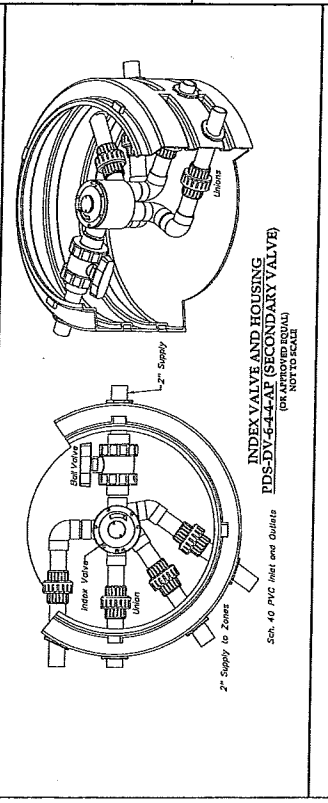 Unions
2" Supply
Ball Valve
Index Valve
Union
2" Supply to Zones
Sch. 40 PVC Inlet and Outlets
INDEX VALVE AND HOUSING
PDS-DV-6-4-4-AP (SECONDARY VALVE)
(OR APPROVED EQUAL)
NOT TO SCALE